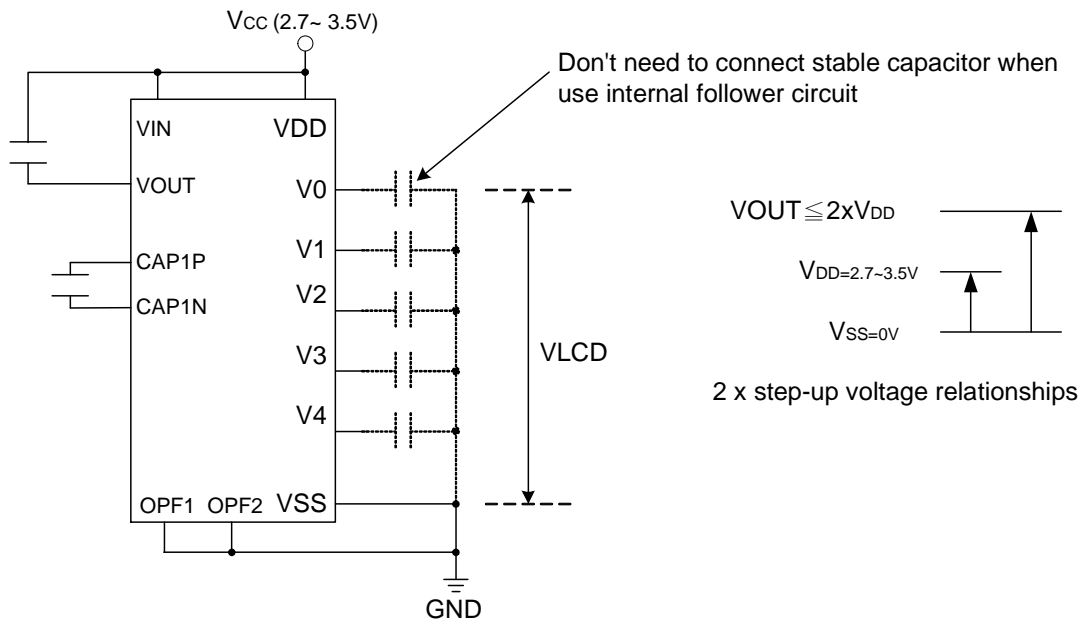 VCC (2.7~ 3.5V)
Don't need to connect stable capacitor when
use internal follower circuit
VIN
VDD
VOUT
V0
CAP1P
V1
CAP1N
V2
V3
V4
VLCD
OPF1 OPF2 VSS
GND
VOUT≦2xVDD
VDD=2.7~3.5V
VSS=0V
2 x step-up voltage relationships